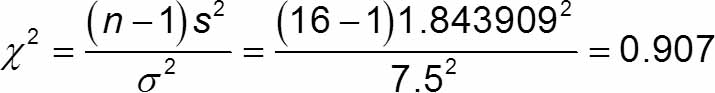 χ² = (n − 1)s² / σ² = (16 − 1)1.843909² / 7.5² = 0.907